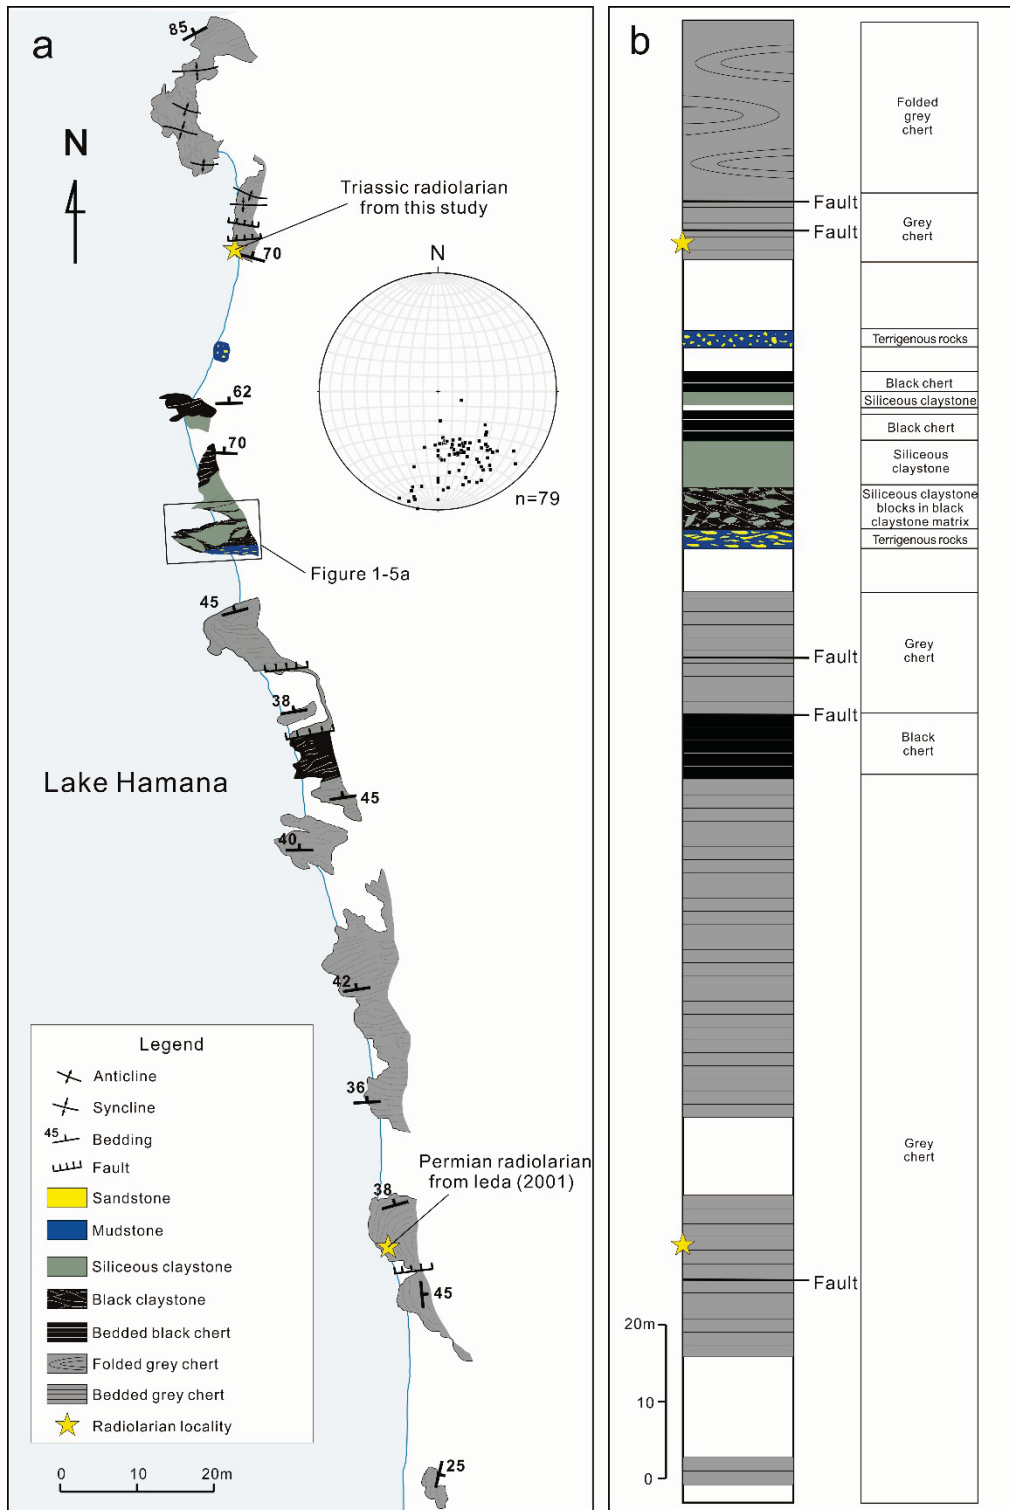 a
85
N
Triassic radiolarian
from this study
70
N
62
70
n=79
Figure 1-5a
45
38
Lake Hamana
45
40
42
36
Permian radiolarian
from Ieda (2001)
38
45
25
Legend
Anticline
Syncline
45 Bedding
Fault
Sandstone
Mudstone
Siliceous claystone
Black claystone
Bedded black chert
Folded grey chert
Bedded grey chert
Radiolarian locality
0 10 20m
b
Folded
grey
chert
Fault
Fault
Grey
chert
Terrigenous rocks
Black chert
Siliceous claystone
Black chert
Siliceous
claystone
Siliceous claystone
blocks in black
claystone matrix
Terrigenous rocks
Grey
chert
Fault
Fault
Black
chert
Grey
chert
Fault
20m
10
0